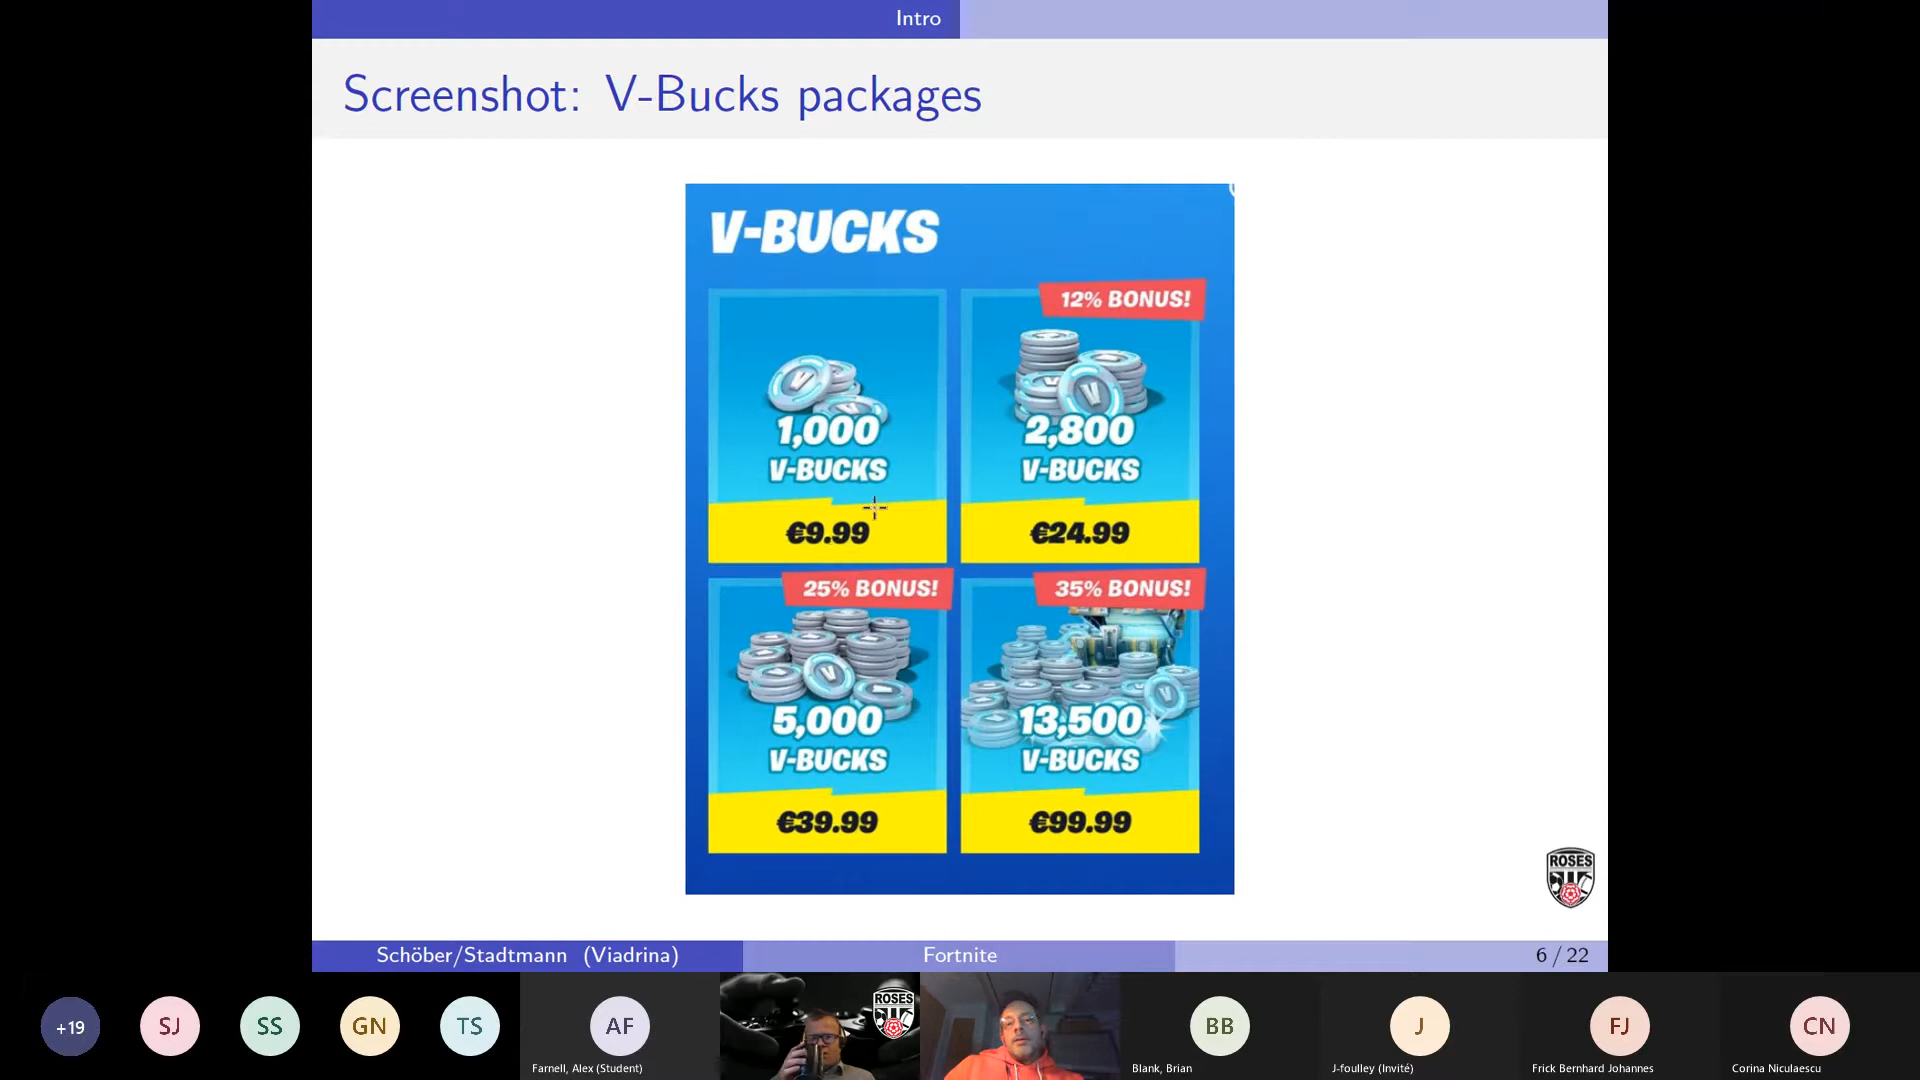 Intro
Screenshot: V-Bucks packages
V-BUCKS
1,000
V-BUCKS
€9.99
12% BONUS!
2,800
V-BUCKS
€24.99
25% BONUS!
5,000
V-BUCKS
€39.99
35% BONUS!
13,500
V-BUCKS
€99.99
ROSES
Schöber/Stadtmann (Viadrina)
Fortnite
6 / 22
+19
SJ
SS
GN
TS
AF
Farnell, Alex (Student)
ROSES
BB
Blank, Brian
J
J-foulley (Invité)
FJ
Frick Bernhard Johannes
CN
Corina Niculaescu